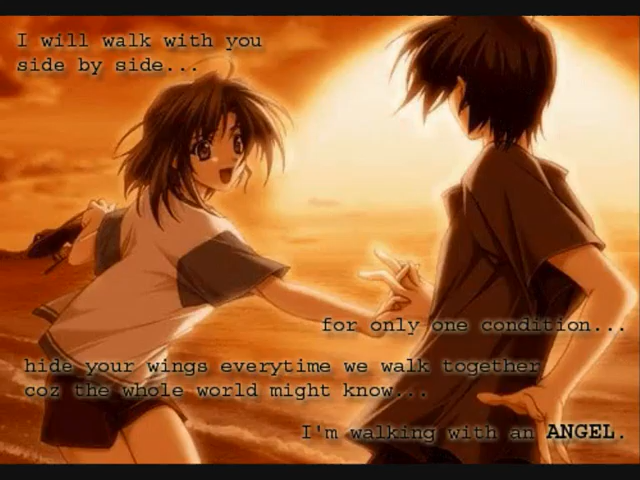 I will walk with you
side by side...
for only one condition...
hide your wings everytime we walk together
coz the whole world might know...
I'm walking with an ANGEL.